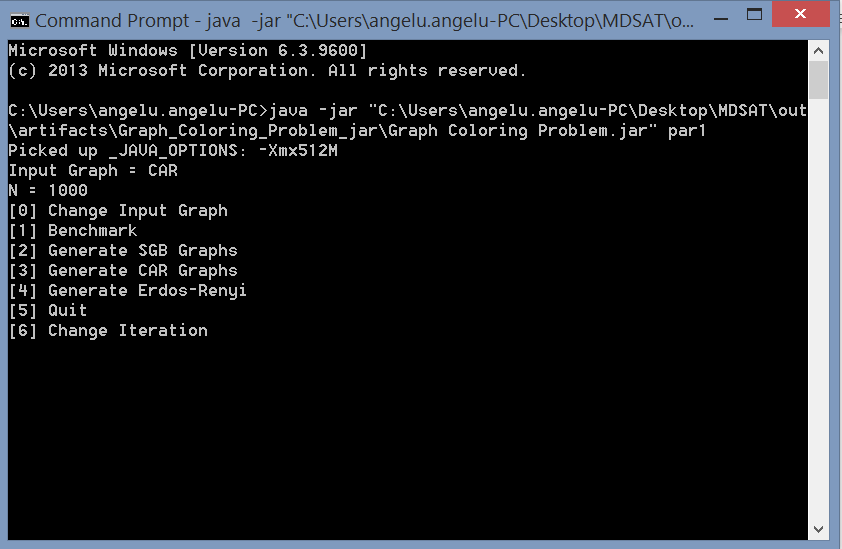 Command Prompt - java  -jar "C:\Users\angelu.angelu-PC\Desktop\MDSAT\o...
Microsoft Windows [Version 6.3.9600]
(c) 2013 Microsoft Corporation. All rights reserved.
C:\Users\angelu.angelu-PC>java -jar "C:\Users\angelu.angelu-PC\Desktop\MDSAT\out
\artifacts\Graph_Coloring_Problem_jar\Graph Coloring Problem.jar" par1
Picked up _JAVA_OPTIONS: -Xmx512M
Input Graph = CAR
N = 1000
[0] Change Input Graph
[1] Benchmark
[2] Generate SGB Graphs
[3] Generate CAR Graphs
[4] Generate Erdos-Renyi
[5] Quit
[6] Change Iteration